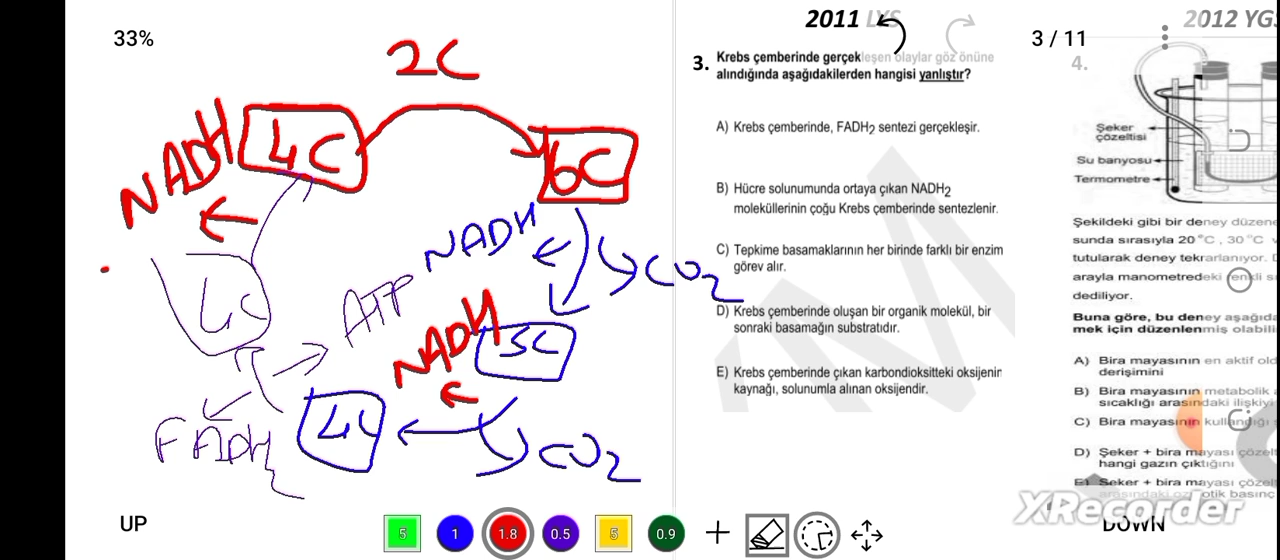 33%
2C
NADH
4C
6C
NADH
CO2
4C
ATP
NADH
5C
FADH2
4C
CO2
UP
5
1
1.8
0.5
5
0.9
2011 LYS
3. Krebs çemberinde gerçekleşen olaylar göz önüne
alındığında aşağıdakilerden hangisi yanlıştır?
A) Krebs çemberinde, FADH2 sentezi gerçekleşir.
B) Hücre solunumunda ortaya çıkan NADH2
moleküllerinin çoğu Krebs çemberinde sentezlenir.
C) Tepkime basamaklarının her birinde farklı bir enzim
görev alır.
D) Krebs çemberinde oluşan bir organik molekül, bir
sonraki basamağın substratıdır.
E) Krebs çemberinde çıkan karbondioksitteki oksijenin
kaynağı, solunumla alınan oksijendir.
3 / 11
2012 YGS
4.
Şeker
çözeltisi
Su banyosu
Termometre
Şekildeki gibi bir deney düzene
sunda sırasıyla 20 °C , 30 °C v
tutularak deney tekrarlanıyor. D
arayla manometredeki renkli s
dediliyor.
Buna göre, bu deney aşağıda
mek için düzenlenmiş olabili
A) Bira mayasının en aktif old
derişimini
B) Bira mayasının metabolik a
sıcaklığı arasındaki ilişkiyi
C) Bira mayasının kullandığı
D) Şeker + bira mayası çözel
hangi gazın çıktığını
E) Şeker + bira mayası çözel
XRecorder
DOWN